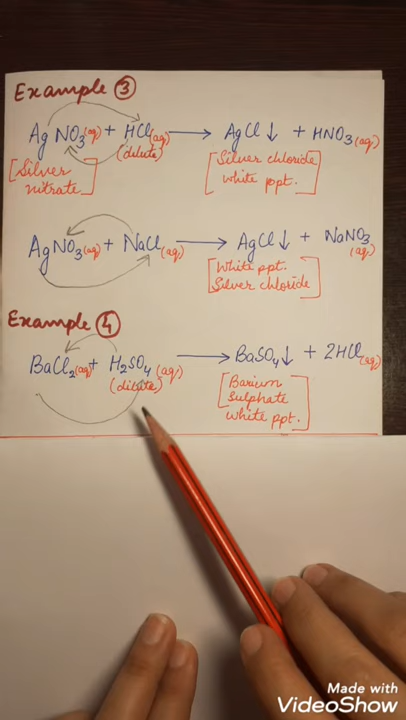 Example ③
AgNO₃(aq) + HCl(aq) ⟶ AgCl↓ + HNO₃(aq)
[Silver nitrate] (dilute) [Silver chloride white ppt.]
AgNO₃(aq) + NaCl(aq) ⟶ AgCl↓ + NaNO₃(aq)
[White ppt. Silver chloride]
Example ④
BaCl₂(aq) + H₂SO₄(aq) ⟶ BaSO₄↓ + 2HCl(aq)
(dilute) [Barium Sulphate white ppt.]
Made with
VideoShow